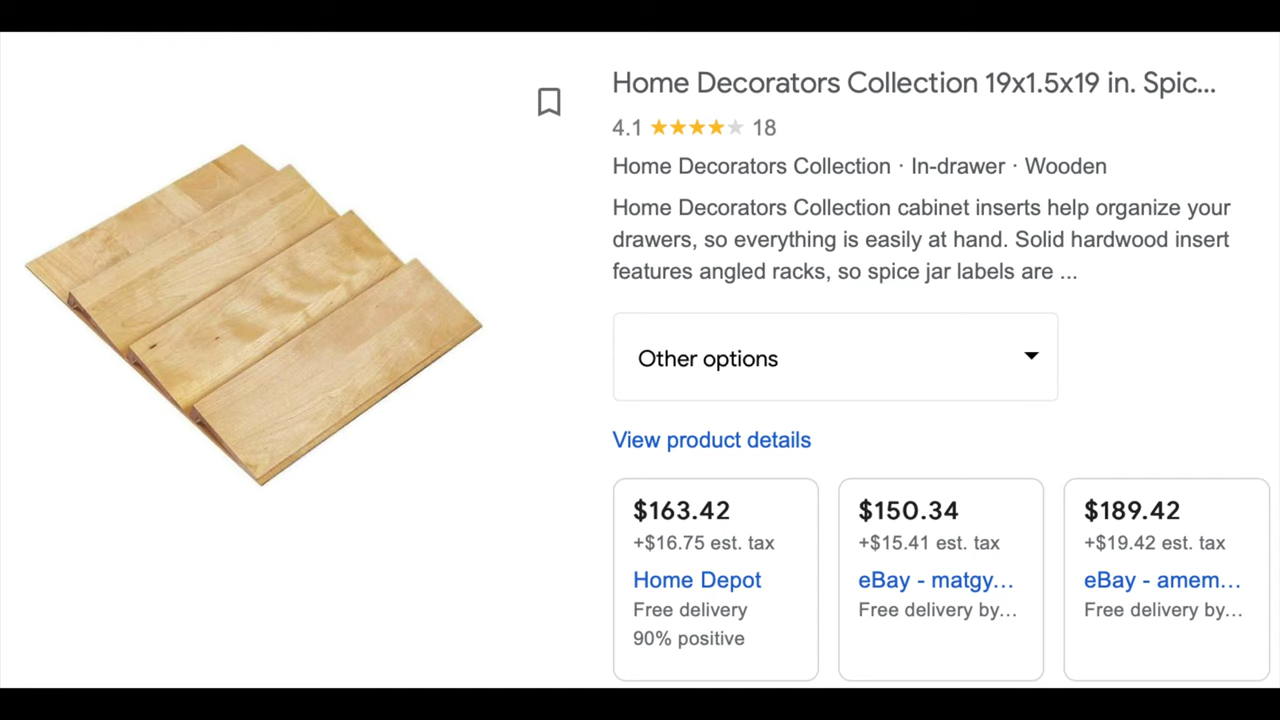 Home Decorators Collection 19x1.5x19 in. Spic...
4.1 18
Home Decorators Collection · In-drawer · Wooden
Home Decorators Collection cabinet inserts help organize your
drawers, so everything is easily at hand. Solid hardwood insert
features angled racks, so spice jar labels are ...
Other options
View product details
$163.42
+$16.75 est. tax
Home Depot
Free delivery
90% positive
$150.34
+$15.41 est. tax
eBay - matgy...
Free delivery by...
$189.42
+$19.42 est. tax
eBay - amem...
Free delivery by...